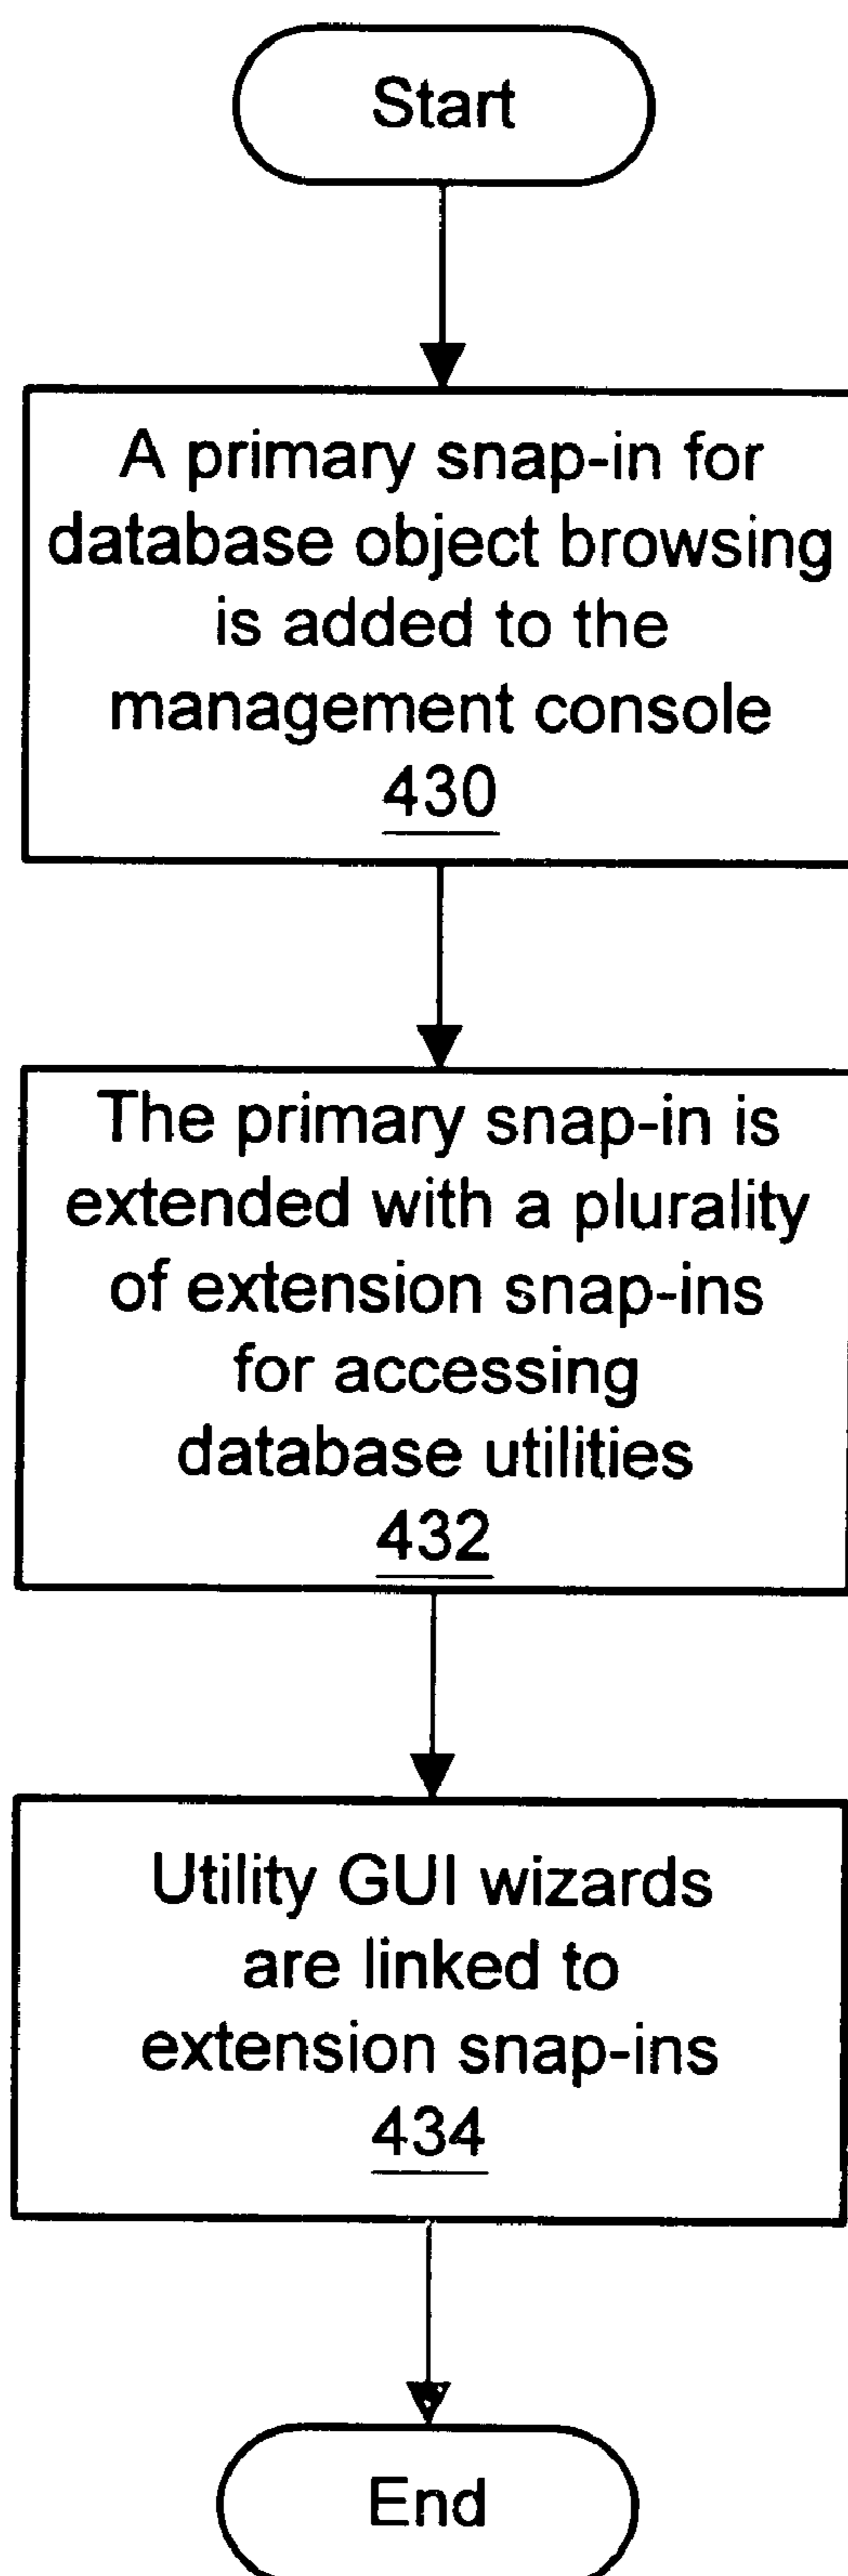 Start
A primary snap-in for
database object browsing
is added to the
management console
430
The primary snap-in is
extended with a plurality
of extension snap-ins
for accessing
database utilities
432
Utility GUI wizards
are linked to
extension snap-ins
434
End